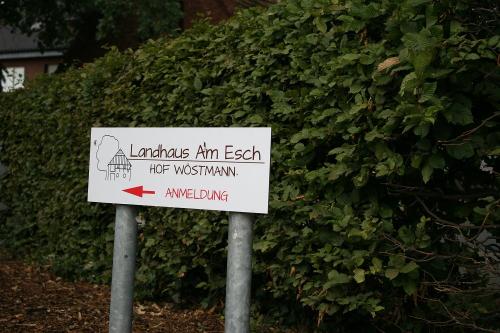 Landhaus Am Esch
HOF WÖSTMANN
ANMELDUNG